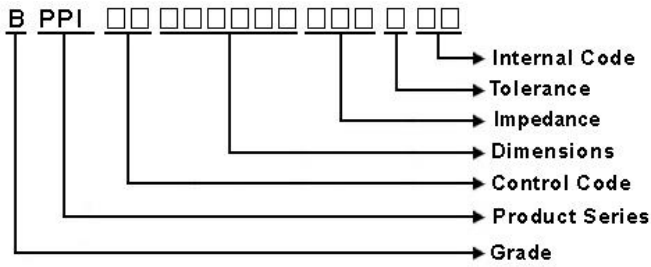 B PPI □□ □□□□□□ □□□ □ □□
Internal Code
Tolerance
Impedance
Dimensions
Control Code
Product Series
Grade